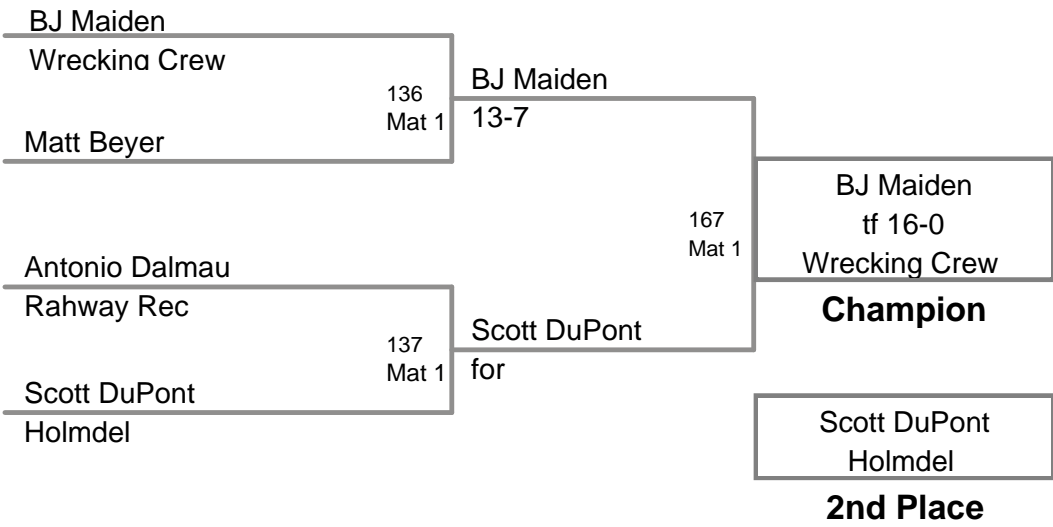 BJ Maiden
Wrecking Crew
136
Mat 1
BJ Maiden
13-7
Matt Beyer
167
Mat 1
BJ Maiden
tf 16-0
Wrecking Crew
Champion
Antonio Dalmau
Rahway Rec
137
Mat 1
Scott DuPont
for
Scott DuPont
Holmdel
Scott DuPont
Holmdel
2nd Place